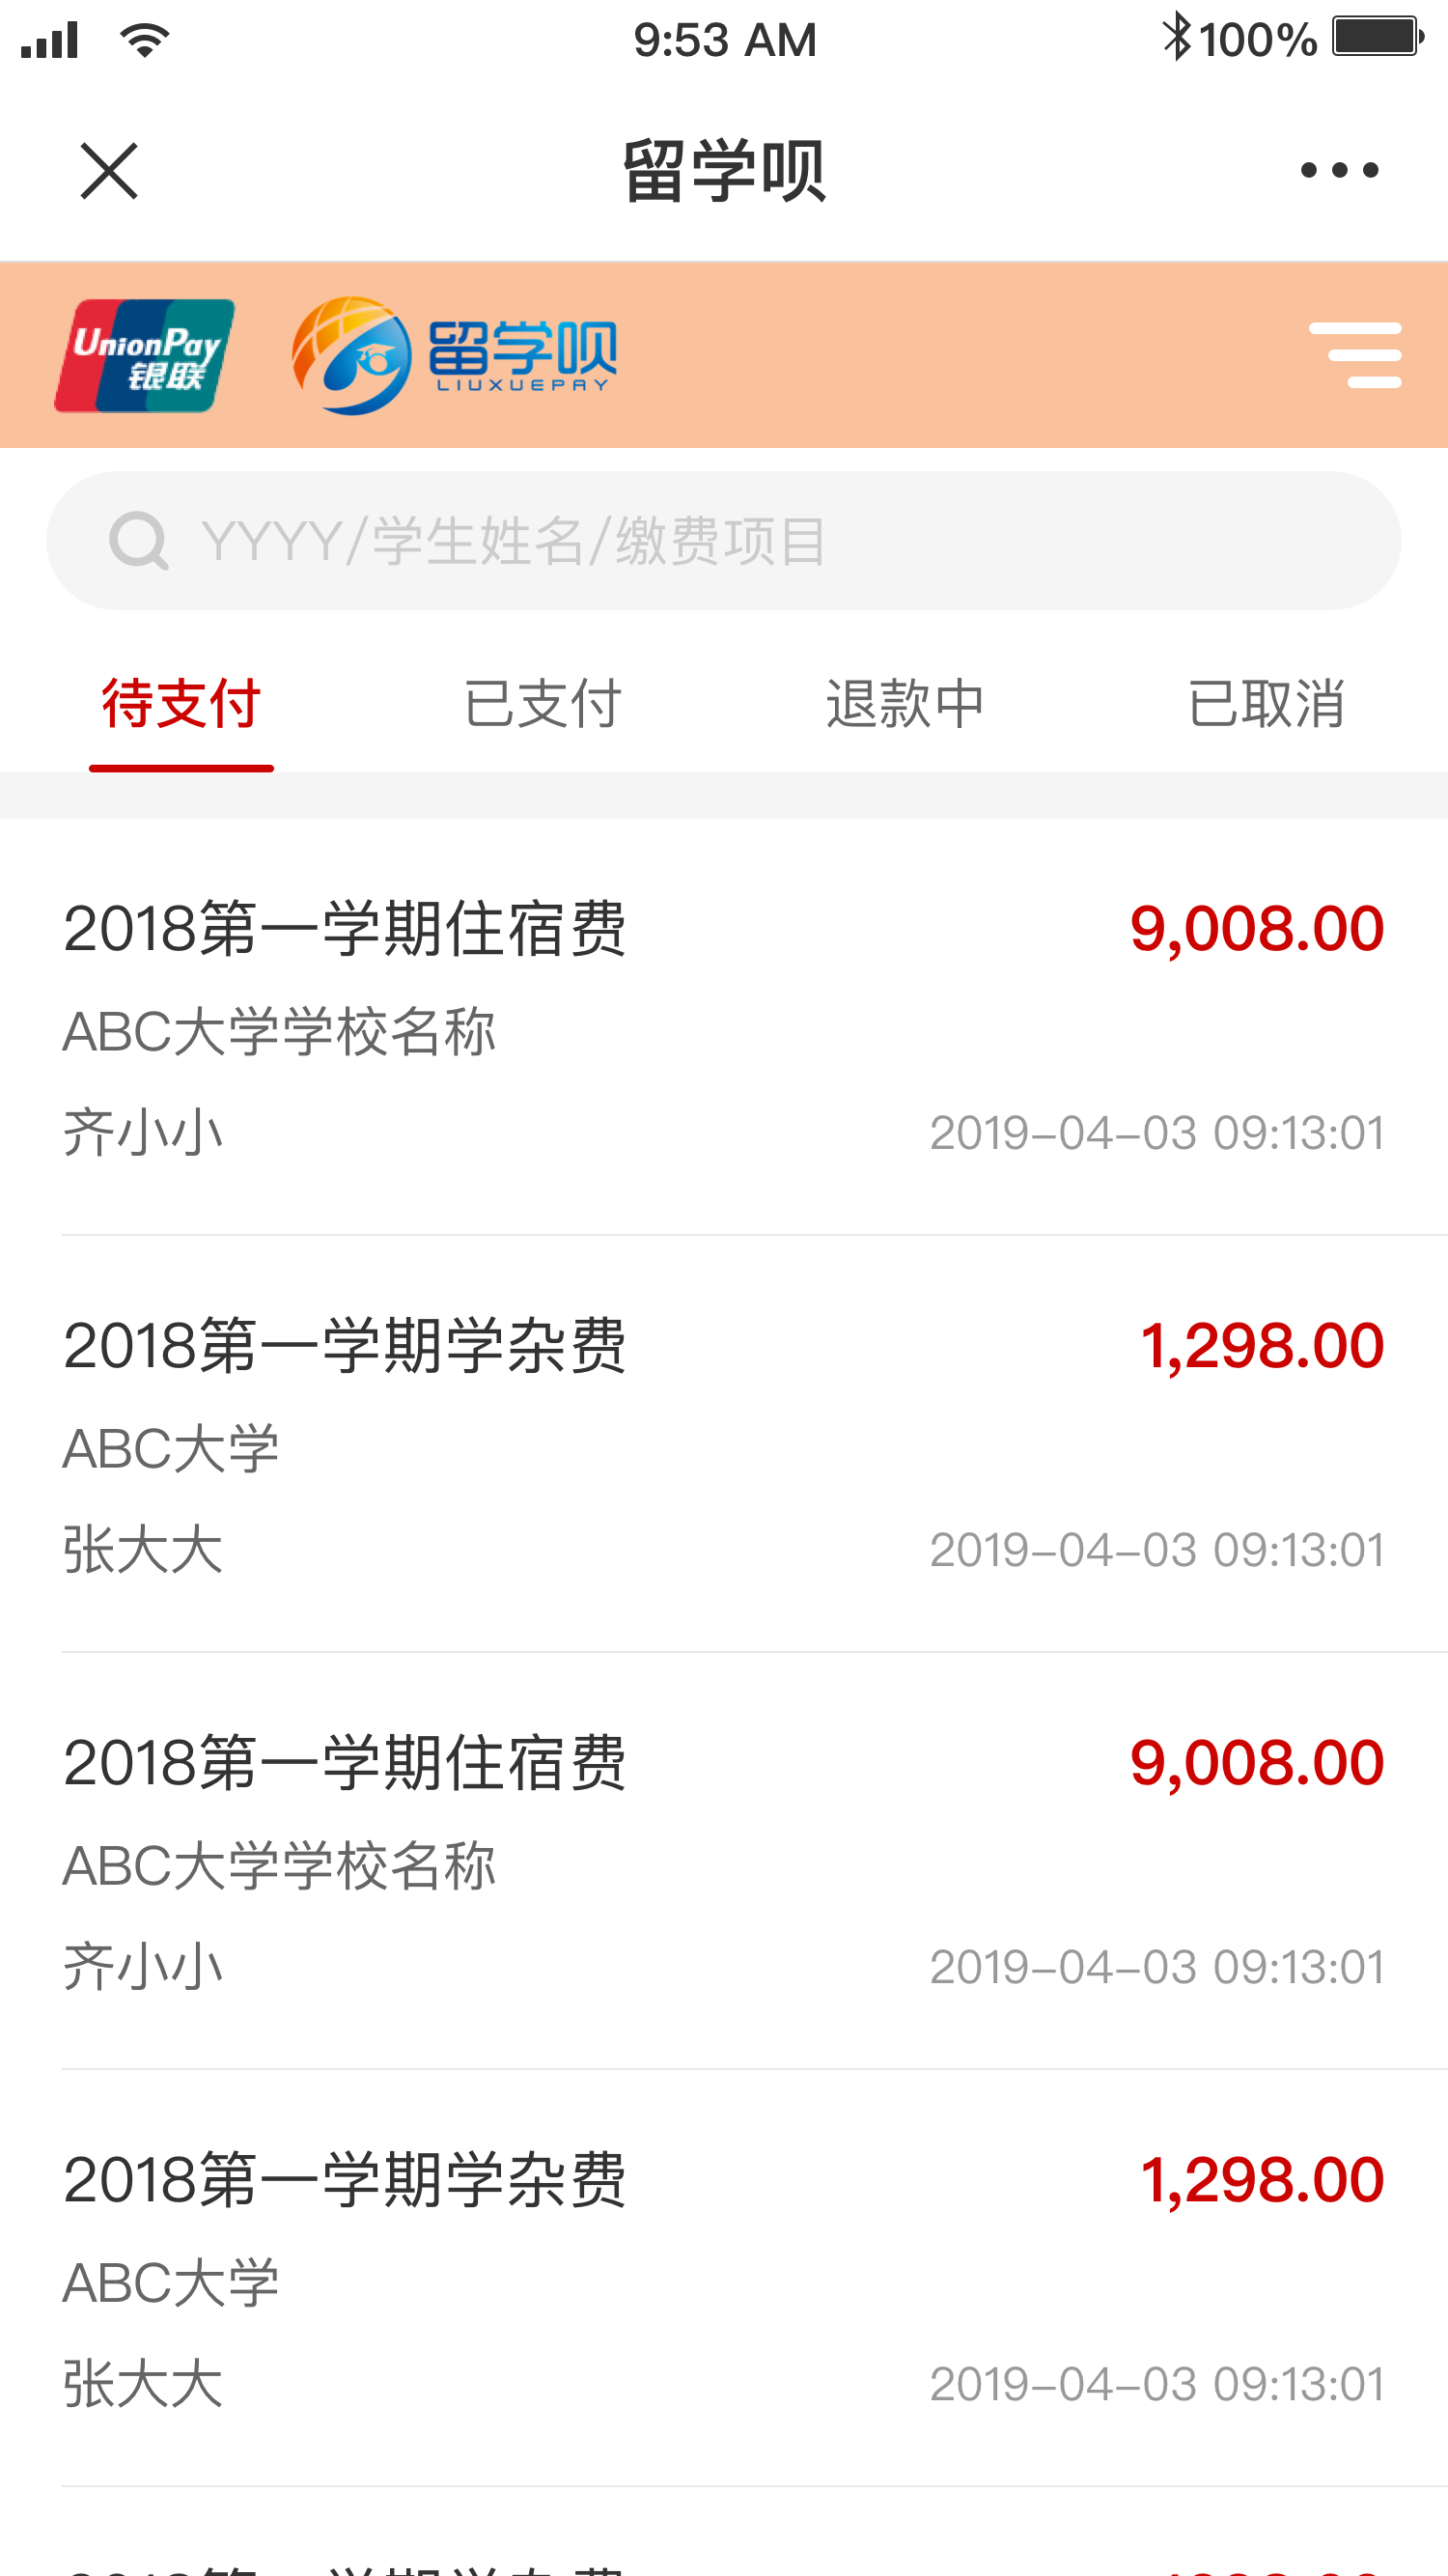 9:53 AM
100%
留学呗
UnionPay
银联
留学呗
LIUXUEPAY
YYYY/学生姓名/缴费项目
待支付 已支付 退款中 已取消
2018第一学期住宿费 9,008.00
ABC大学学校名称
齐小小 2019-04-03 09:13:01
2018第一学期学杂费 1,298.00
ABC大学
张大大 2019-04-03 09:13:01
2018第一学期住宿费 9,008.00
ABC大学学校名称
齐小小 2019-04-03 09:13:01
2018第一学期学杂费 1,298.00
ABC大学
张大大 2019-04-03 09:13:01